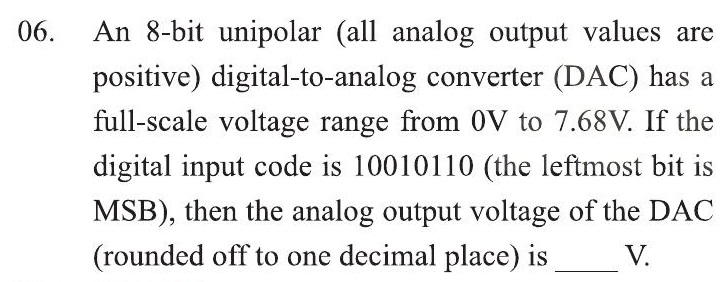 06. An 8-bit unipolar (all analog output values are
positive) digital-to-analog converter (DAC) has a
full-scale voltage range from 0V to 7.68V. If the
digital input code is 10010110 (the leftmost bit is
MSB), then the analog output voltage of the DAC
(rounded off to one decimal place) is _____ V.